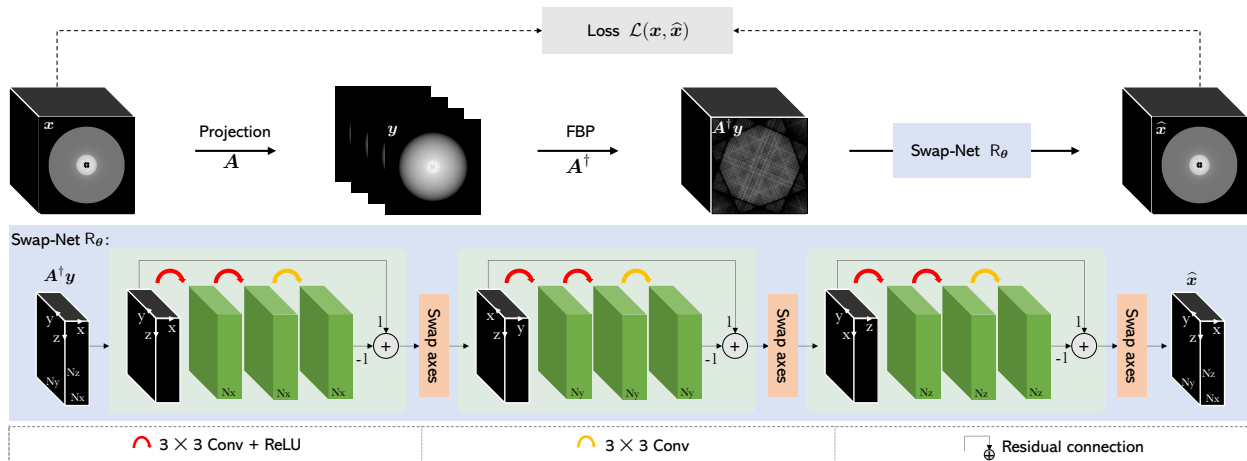 Loss 𝓛(x, x̂)
x
Projection
A
y
FBP
A†
A†y
Swap-Net Rθ
x̂
Swap-Net Rθ:
A†y
y
x
z
Ny
Nz
Nx
y
x
z
Nx
Nx
Nx
1
-1
+
Swap axes
x
y
z
Ny
Ny
Ny
1
-1
+
Swap axes
y
z
x
Nz
Nz
Nz
1
-1
+
Swap axes
x̂
y
x
z
Ny
Nz
Nx
3 × 3 Conv + ReLU
3 × 3 Conv
Residual connection